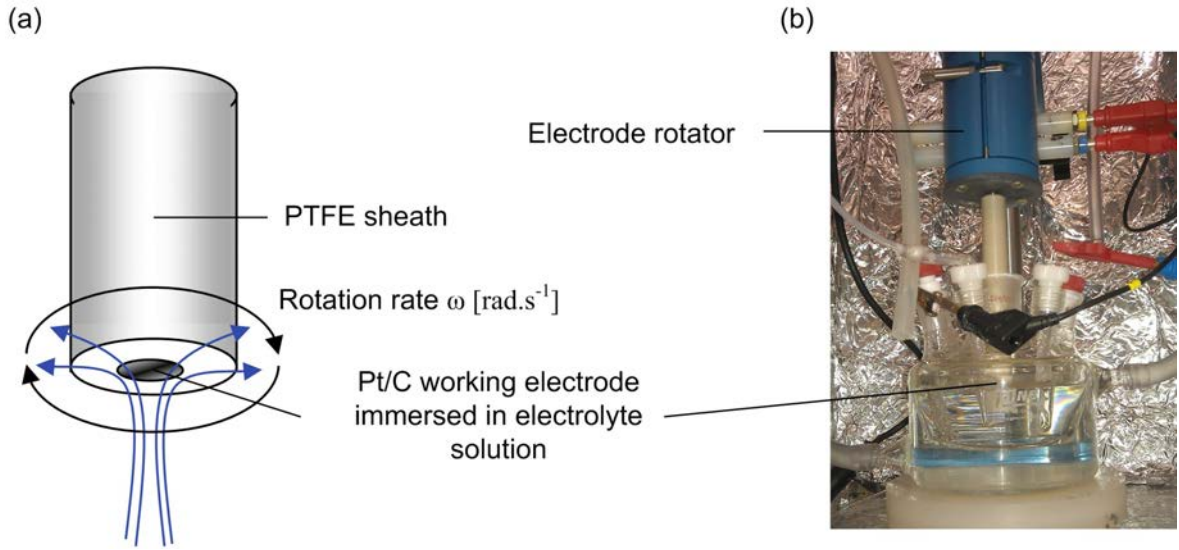 (a)
(b)
Electrode rotator
PTFE sheath
Rotation rate ω [rad.s⁻¹]
Pt/C working electrode
immersed in electrolyte
solution